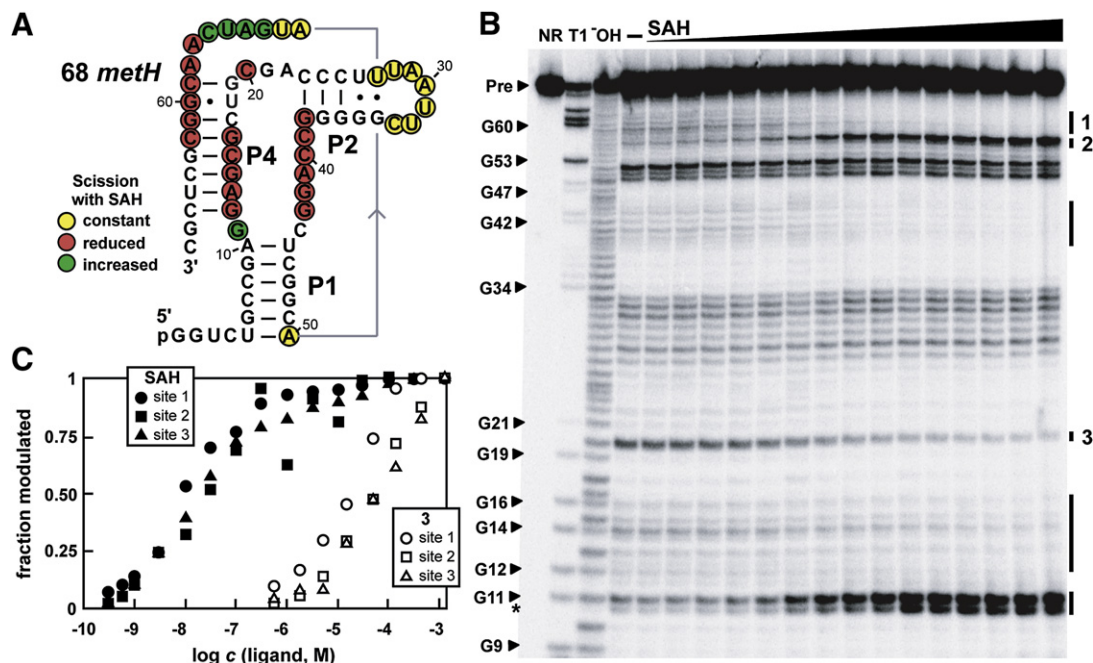 A
68 metH
A C U A G U A
C G A C C C U U U A A U U C
20
30
A
C – G
60 G • U
G – C
C – G
G – C
C – G
U – A
C – G
G
C
3'
G G G G G
C
C
A 40
G
G
C
P4
P2
G
10 A – U
G – C
C – G
C – G
G – C
P1
5'
pGGUCU – A 50
Scission
with SAH
constant
reduced
increased
B
NR T1 ⁻OH – SAH
Pre
G60
G53
G47
G42
G34
G21
G19
G16
G14
G12
G11
*
G9
1
2
3
C
fraction modulated
1
0.75
0.50
0.25
0
SAH
site 1
site 2
site 3
3
site 1
site 2
site 3
-10 -9 -8 -7 -6 -5 -4 -3
log c (ligand, M)